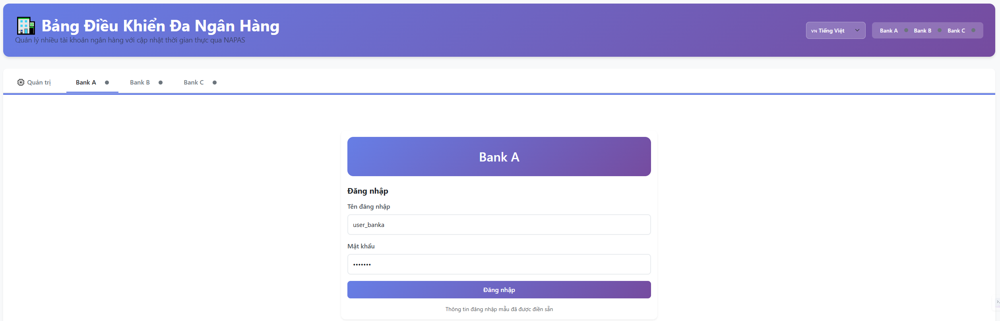 Bảng Điều Khiển Đa Ngân Hàng
Quản lý nhiều tài khoản ngân hàng với cập nhật thời gian thực qua NAPAS
VN Tiếng Việt
Bank A Bank B Bank C
Quản trị Bank A Bank B Bank C
Bank A
Đăng nhập
Tên đăng nhập
user_banka
Mật khẩu
•••••••
Đăng nhập
Thông tin đăng nhập mẫu đã được điền sẵn